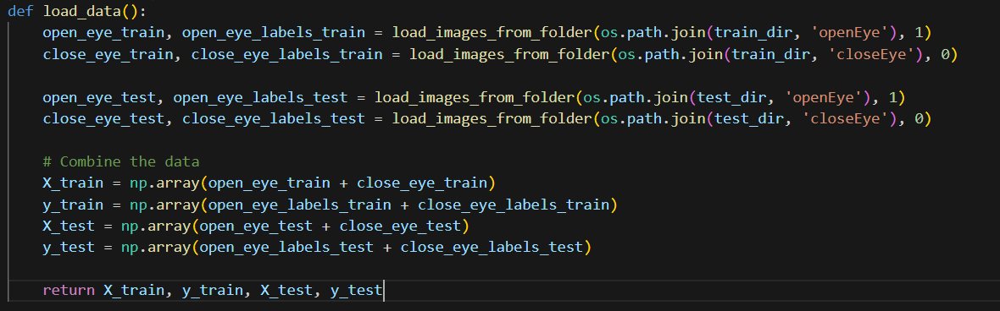 def load_data():
    open_eye_train, open_eye_labels_train = load_images_from_folder(os.path.join(train_dir, 'openEye'), 1)
    close_eye_train, close_eye_labels_train = load_images_from_folder(os.path.join(train_dir, 'closeEye'), 0)

    open_eye_test, open_eye_labels_test = load_images_from_folder(os.path.join(test_dir, 'openEye'), 1)
    close_eye_test, close_eye_labels_test = load_images_from_folder(os.path.join(test_dir, 'closeEye'), 0)

    # Combine the data
    X_train = np.array(open_eye_train + close_eye_train)
    y_train = np.array(open_eye_labels_train + close_eye_labels_train)
    X_test = np.array(open_eye_test + close_eye_test)
    y_test = np.array(open_eye_labels_test + close_eye_labels_test)

    return X_train, y_train, X_test, y_test